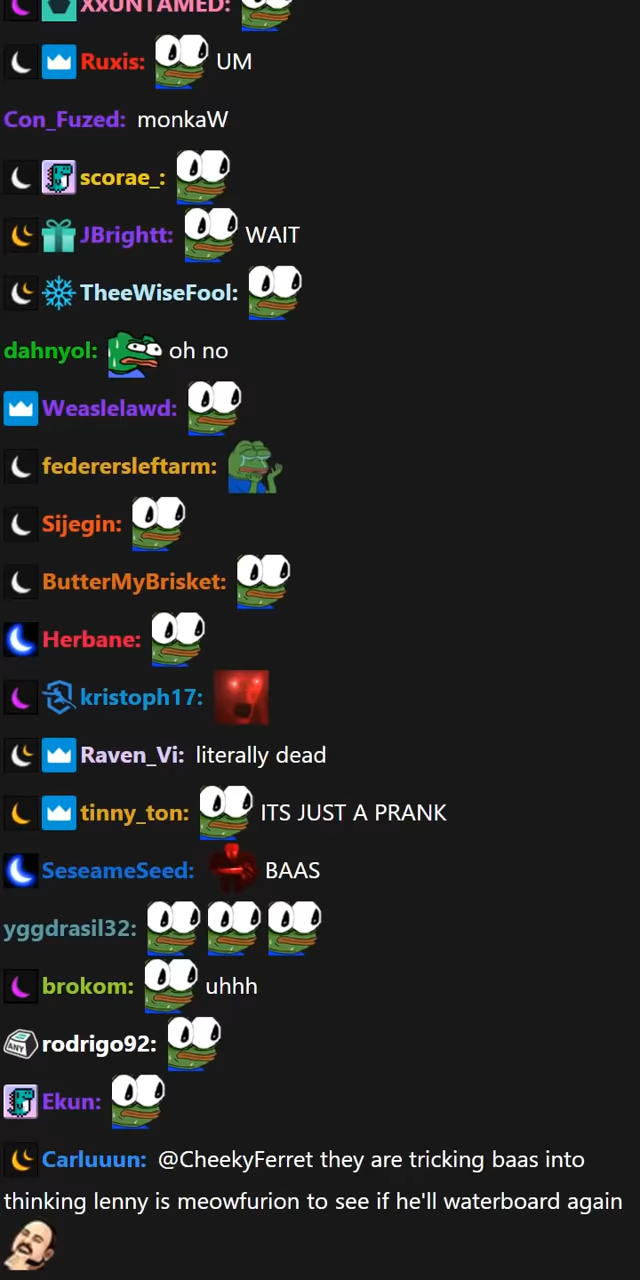 XxUNTAMED:
Ruxis: UM
Con_Fuzed: monkaW
scorae_:
JBrightt: WAIT
TheeWiseFool:
dahnyol: oh no
Weaslelawd:
federersleftarm:
Sijegin:
ButterMyBrisket:
Herbane:
kristoph17:
Raven_Vi: literally dead
tinny_ton: ITS JUST A PRANK
SeseameSeed: BAAS
yggdrasil32:
brokom: uhhh
ANY rodrigo92:
Ekun:
Carluuun: @CheekyFerret they are tricking baas into
thinking lenny is meowfurion to see if he'll waterboard again